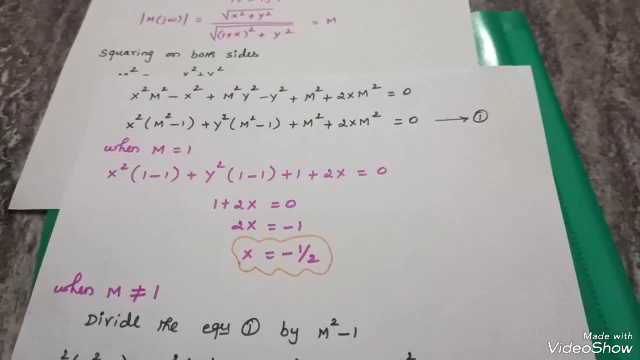 |M(jω)| = √x² + y² / √(1+x)² + y² = M
Squaring on both sides
x²M² - x² + M²y² - y² + M² + 2xM² = 0
x²(M²-1) + y²(M²-1) + M² + 2xM² = 0 → ①
when M = 1
x²(1-1) + y²(1-1) + 1 + 2x = 0
1 + 2x = 0
2x = -1
x = -1/2
when M ≠ 1
Divide the equ ① by M²-1
Made with
VideoShow